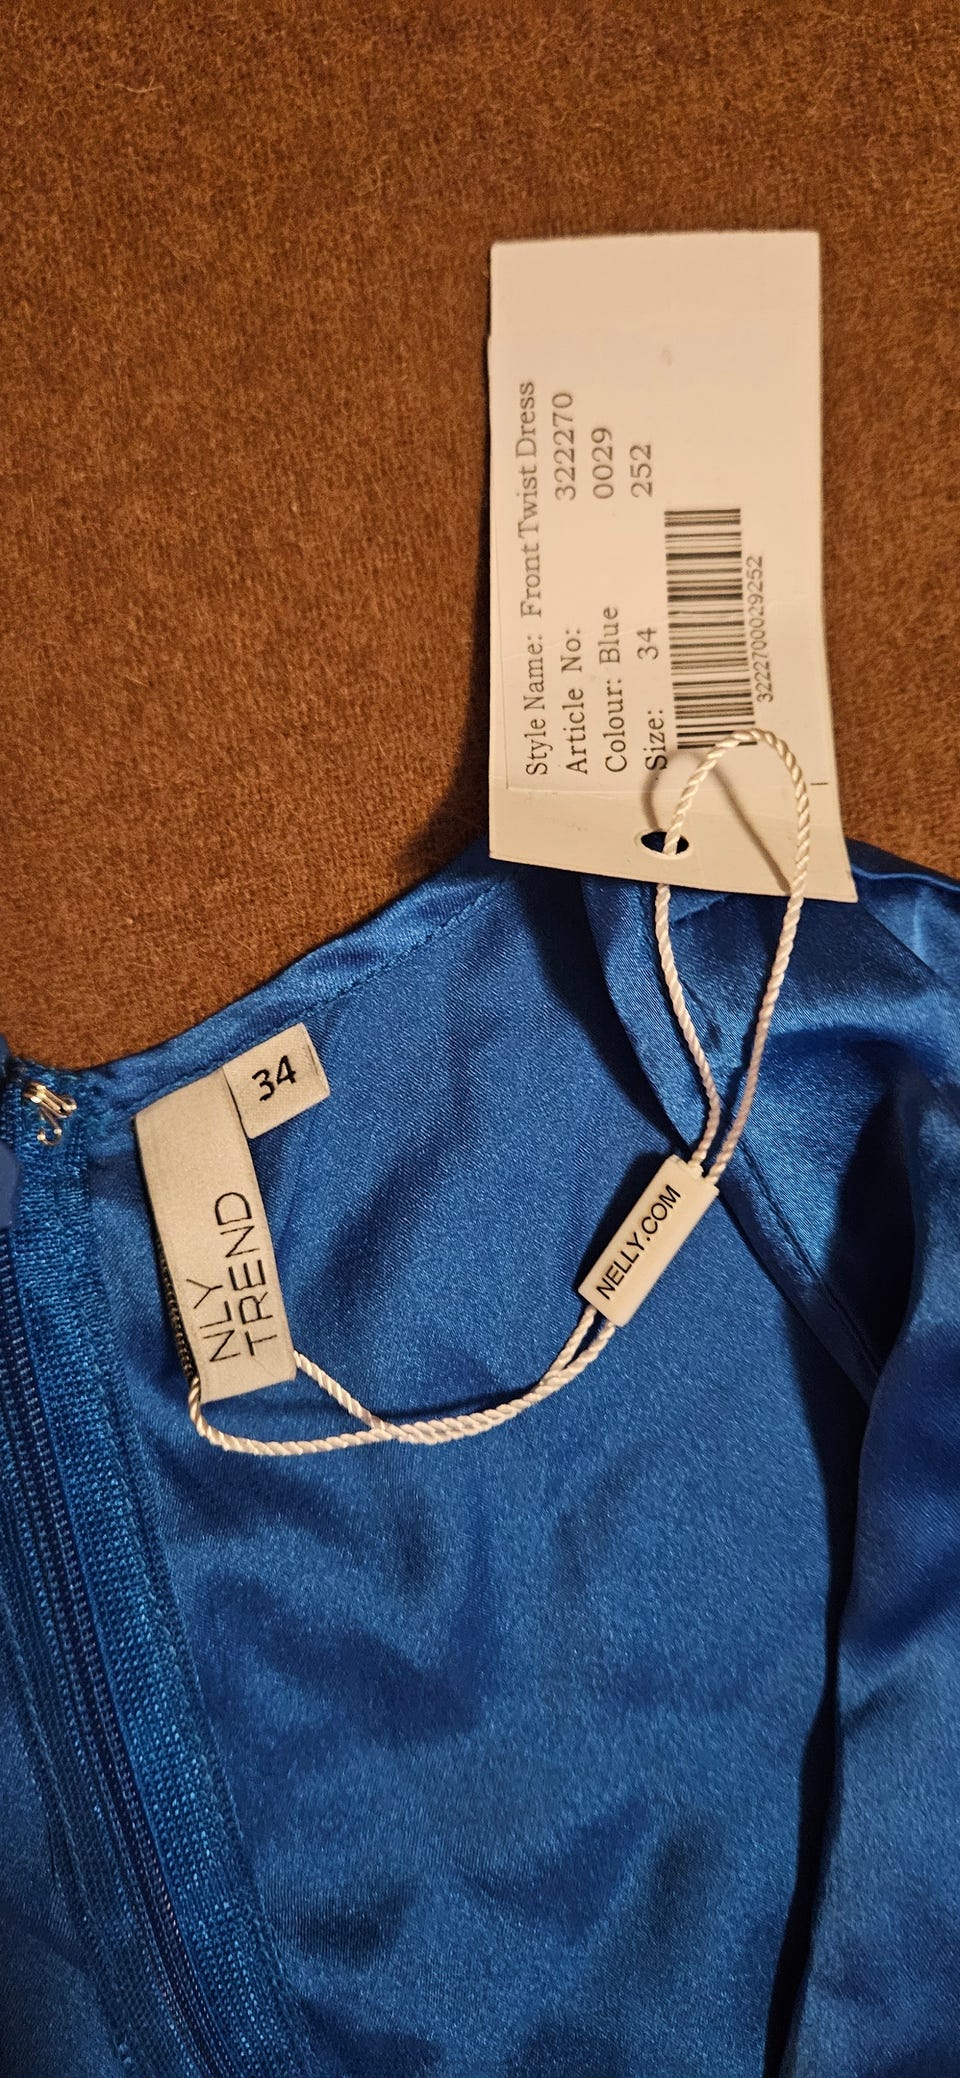 Style Name: Front Twist Dress
Article No: 322270
Colour: Blue 0029
Size: 34 252
3222700029252
34
NLY
TREND
NELLY.COM